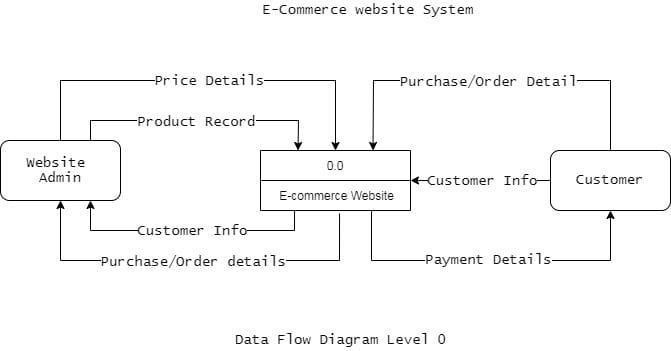 E-Commerce website System
Price Details
Purchase/Order Detail
Product Record
Website
Admin
0.0
E-commerce Website
Customer Info
Customer
Customer Info
Purchase/Order details
Payment Details
Data Flow Diagram Level 0